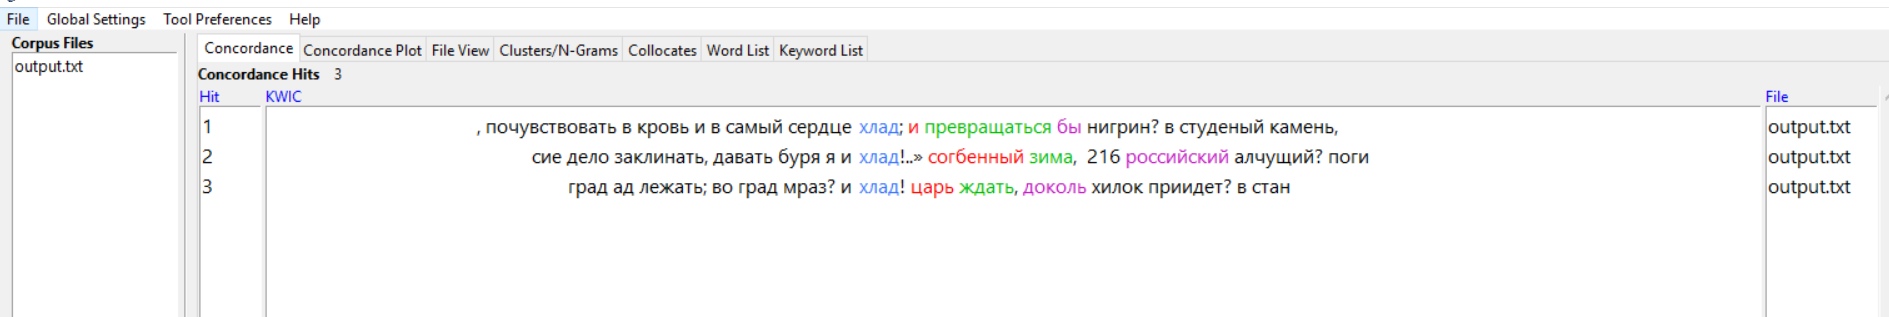 File Global Settings Tool Preferences Help
Corpus Files
output.txt
Concordance Concordance Plot File View Clusters/N-Grams Collocates Word List Keyword List
Concordance Hits 3
Hit KWIC File
1 , почувствовать в кровь и в самый сердце хлад; и превращаться бы нигрин? в студеный камень, output.txt
2 сие дело заклинать, давать буря я и хлад!..» согбенный зима, 216 российский алчущий? поги output.txt
3 град ад лежать; во град мраз? и хлад! царь ждать, доколь хилок приидет? в стан output.txt